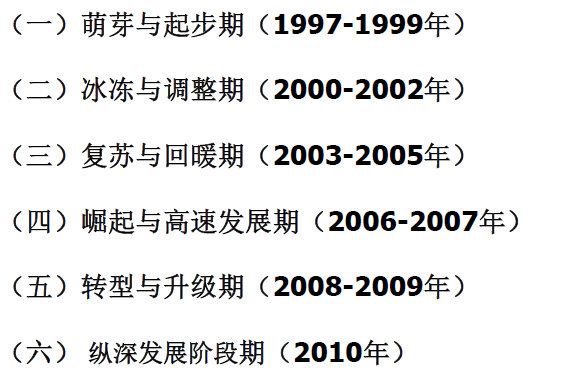 （一）萌芽与起步期（1997-1999年）
（二）冰冻与调整期（2000-2002年）
（三）复苏与回暖期（2003-2005年）
（四）崛起与高速发展期（2006-2007年）
（五）转型与升级期（2008-2009年）
（六） 纵深发展阶段期（2010年）